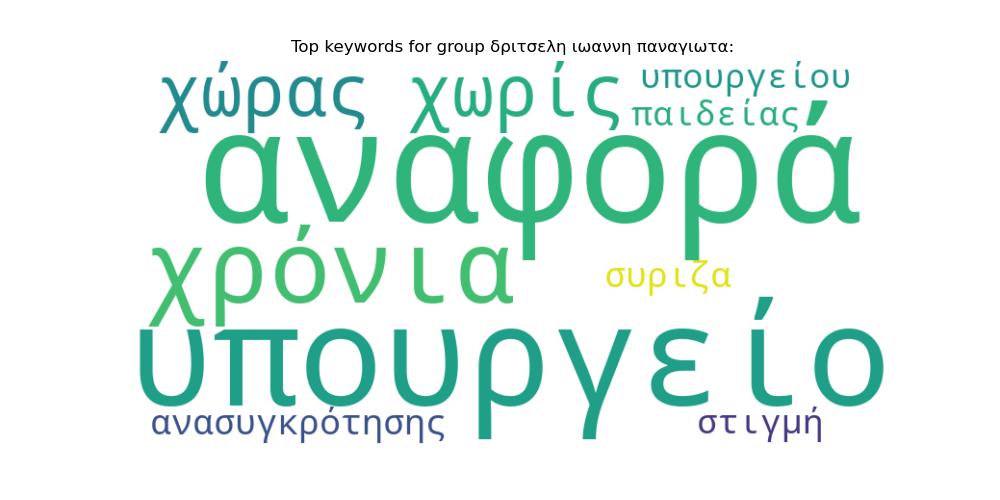 Top keywords for group δριτσελη ιωαννη παναγιωτα:
χώρας χωρίς υπουργείου
παιδείας
αναφορά
χρόνια συριζα
υπουργείο
ανασυγκρότησης στιγμή